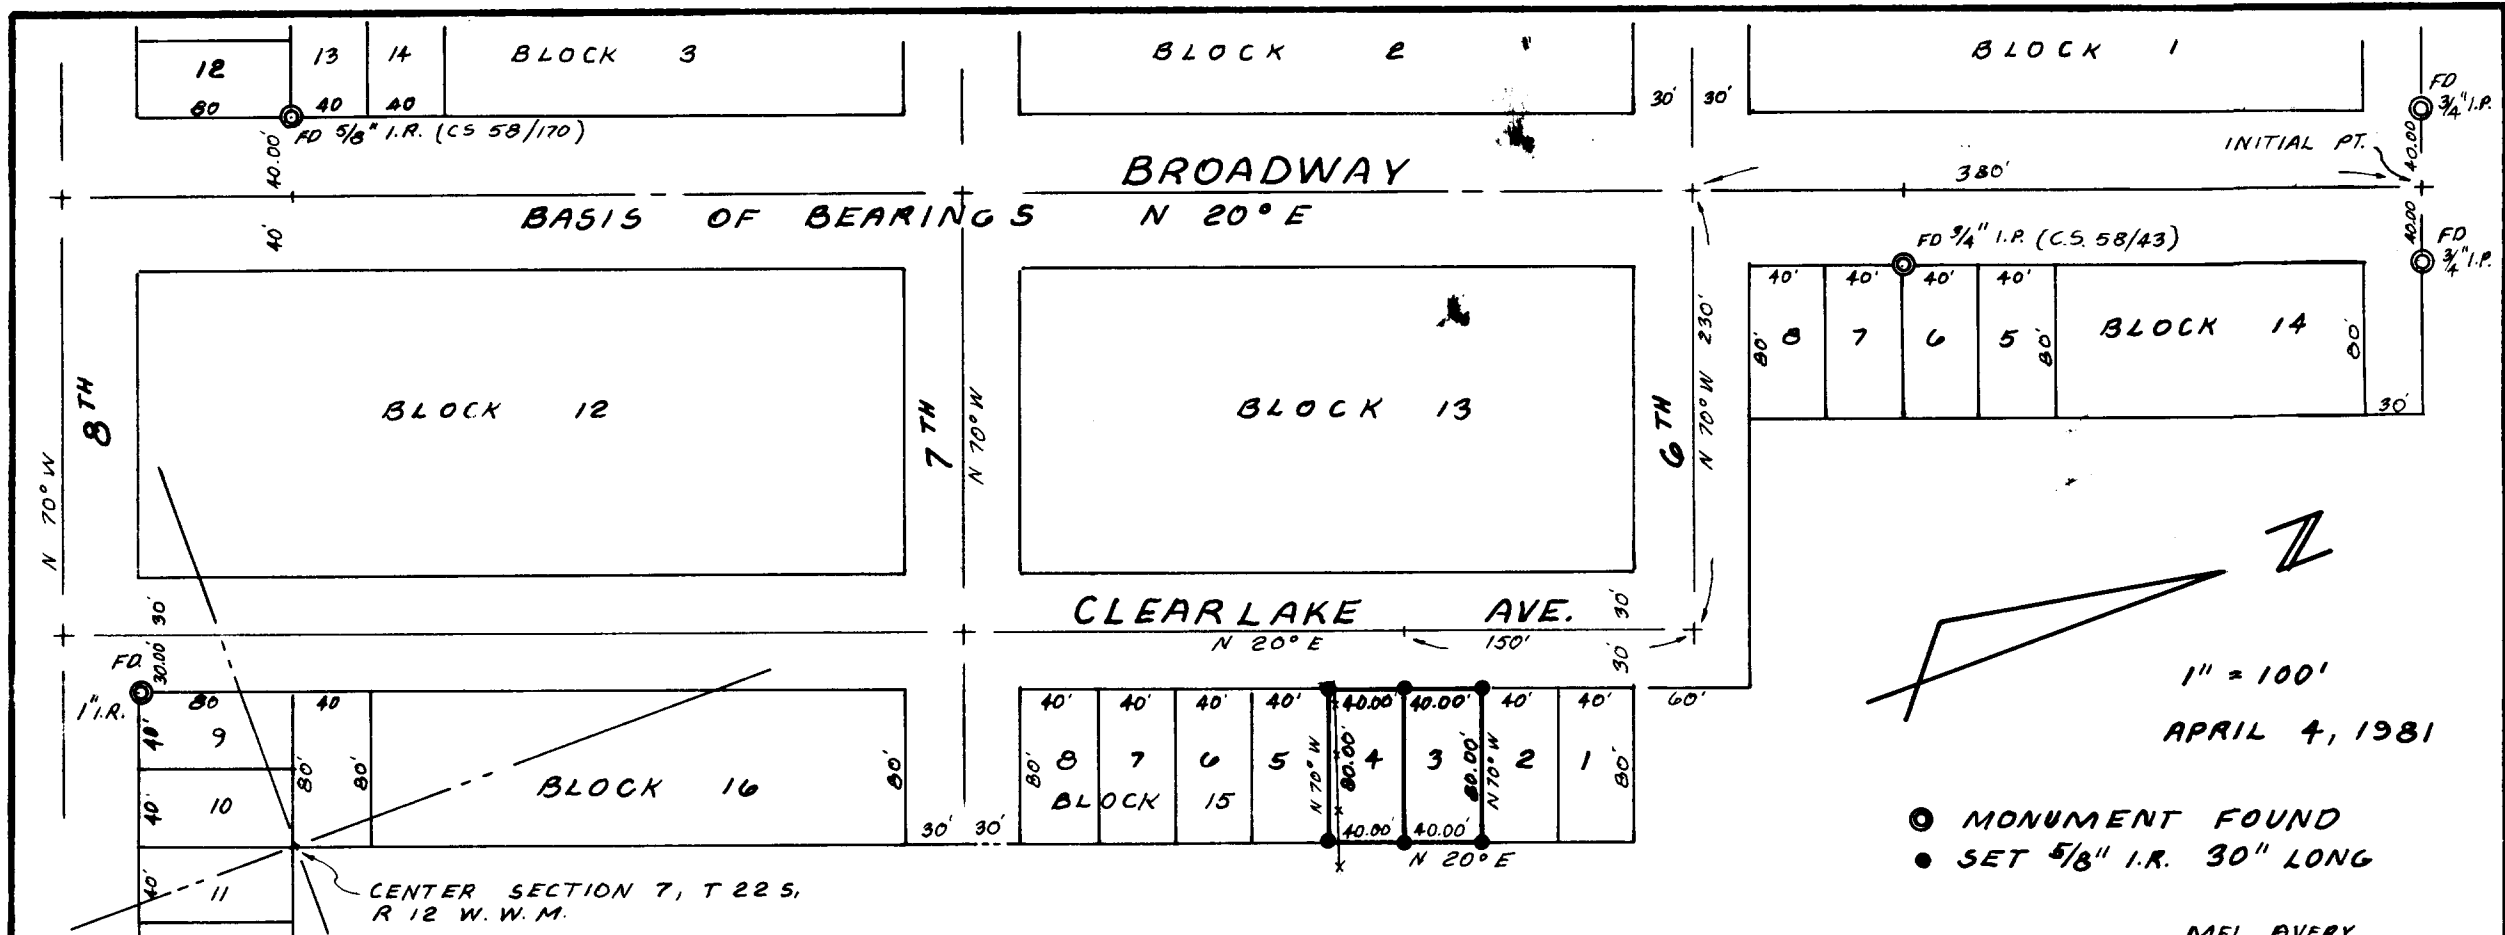 12
13
14
BLOCK 3
BLOCK 2
BLOCK 1
80
40
40
30'
30'
FD
3/4" I.P.
FD 5/8" I.R. (CS 58/170)
40.00'
INITIAL PT.
40.00
BROADWAY
380'
BASIS OF BEARINGS N 20° E
40'
40.00
FD 3/4" I.P. (C.S. 58/43)
FD
3/4" I.P.
40'
40'
40'
40'
80'
8
7
6
5
80'
BLOCK 14
80'
30'
N 70° W 230'
8TH
BLOCK 12
7TH
N 70° W
BLOCK 13
6TH
N 70° W
Z
30'
CLEARLAKE AVE.
30'
N 20° E
150'
30'
FD.
30.00'
1" I.R.
80
40
40'
40'
40'
40'
40.00'
40.00'
40'
40'
60'
1" = 100'
APRIL 4, 1981
40'
9
80'
80'
BLOCK 16
80'
80'
8
7
6
5
N 70° W
80.00'
4
3
80.00'
N 70° W
2
1
80'
40'
10
BLOCK 15
30'
30'
40.00'
40.00'
N 20° E
MONUMENT FOUND
SET 5/8" I.R. 30" LONG
40'
11
CENTER SECTION 7, T 22 S,
R 12 W. W. M.
MEL AVERY